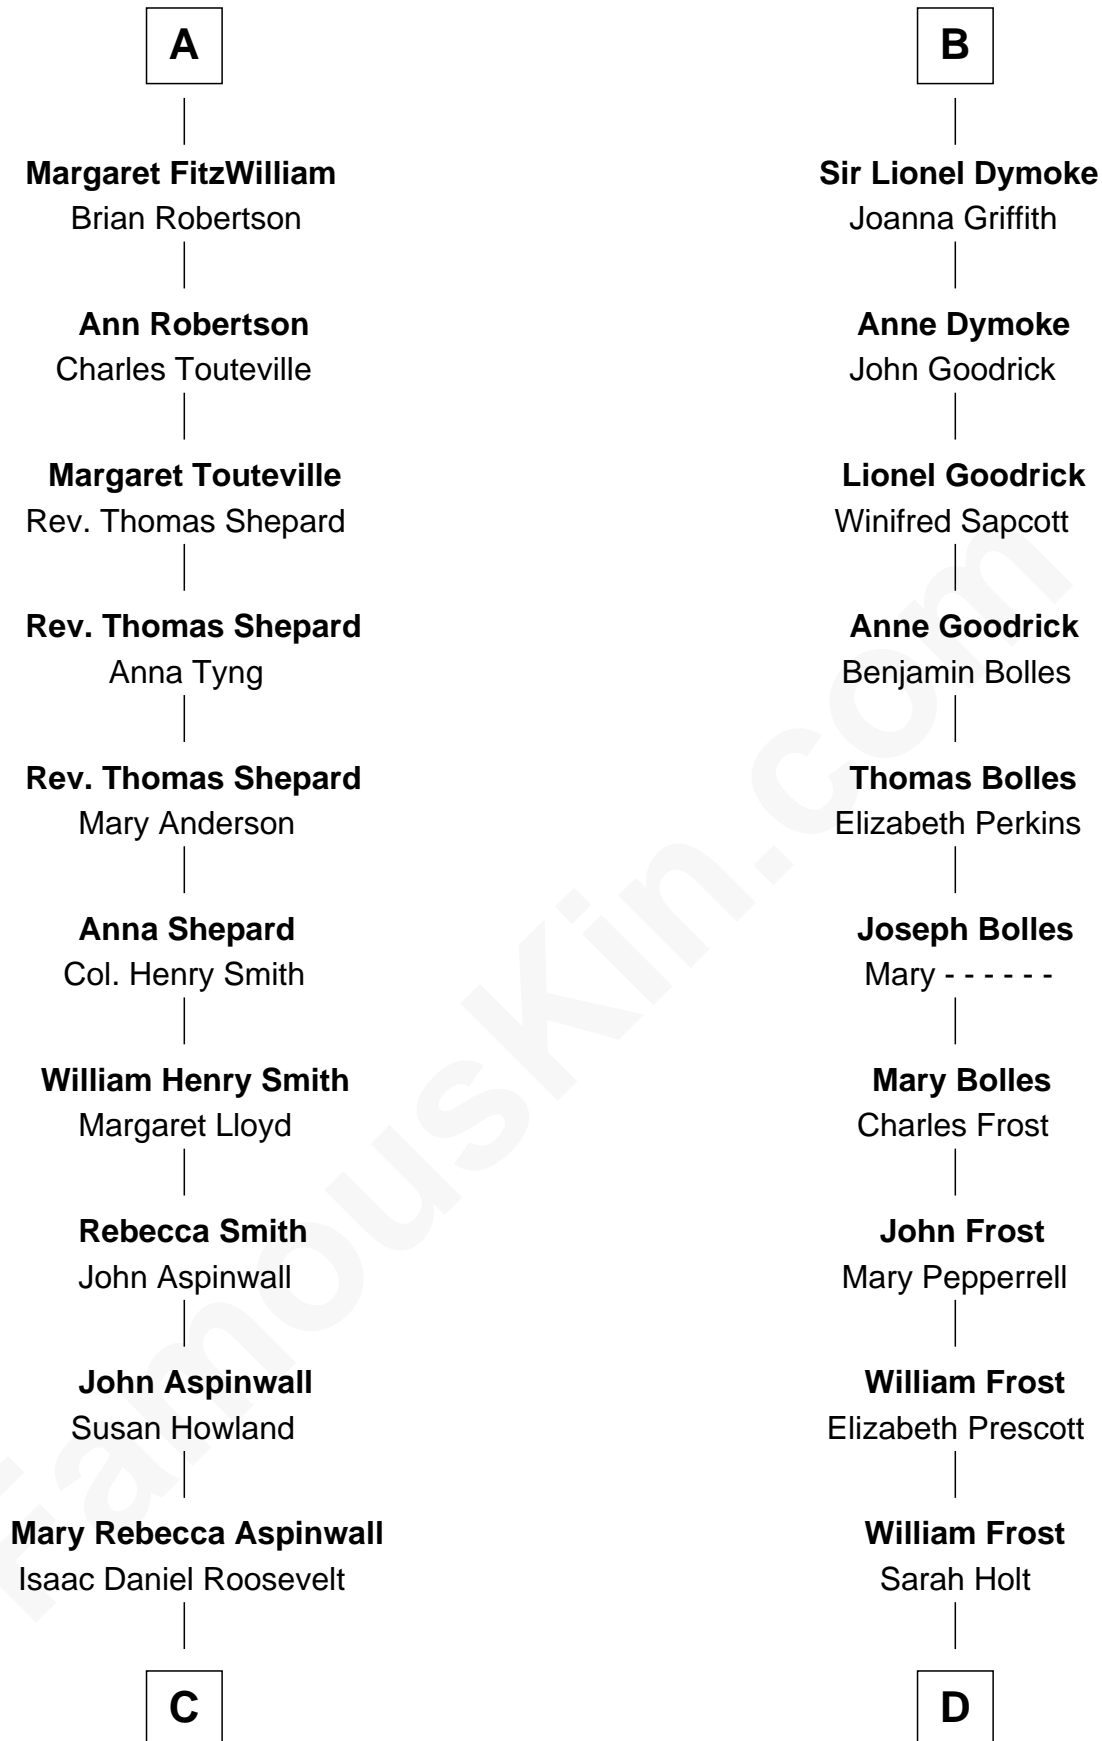 A
Margaret FitzWilliam
Brian Robertson
Ann Robertson
Charles Touteville
Margaret Touteville
Rev. Thomas Shepard
Rev. Thomas Shepard
Anna Tyng
Rev. Thomas Shepard
Mary Anderson
Anna Shepard
Col. Henry Smith
William Henry Smith
Margaret Lloyd
Rebecca Smith
John Aspinwall
John Aspinwall
Susan Howland
Mary Rebecca Aspinwall
Isaac Daniel Roosevelt
C
B
Sir Lionel Dymoke
Joanna Griffith
Anne Dymoke
John Goodrick
Lionel Goodrick
Winifred Sapcott
Anne Goodrick
Benjamin Bolles
Thomas Bolles
Elizabeth Perkins
Joseph Bolles
Mary - - - - - -
Mary Bolles
Charles Frost
John Frost
Mary Pepperrell
William Frost
Elizabeth Prescott
William Frost
Sarah Holt
D
FamousKin.com